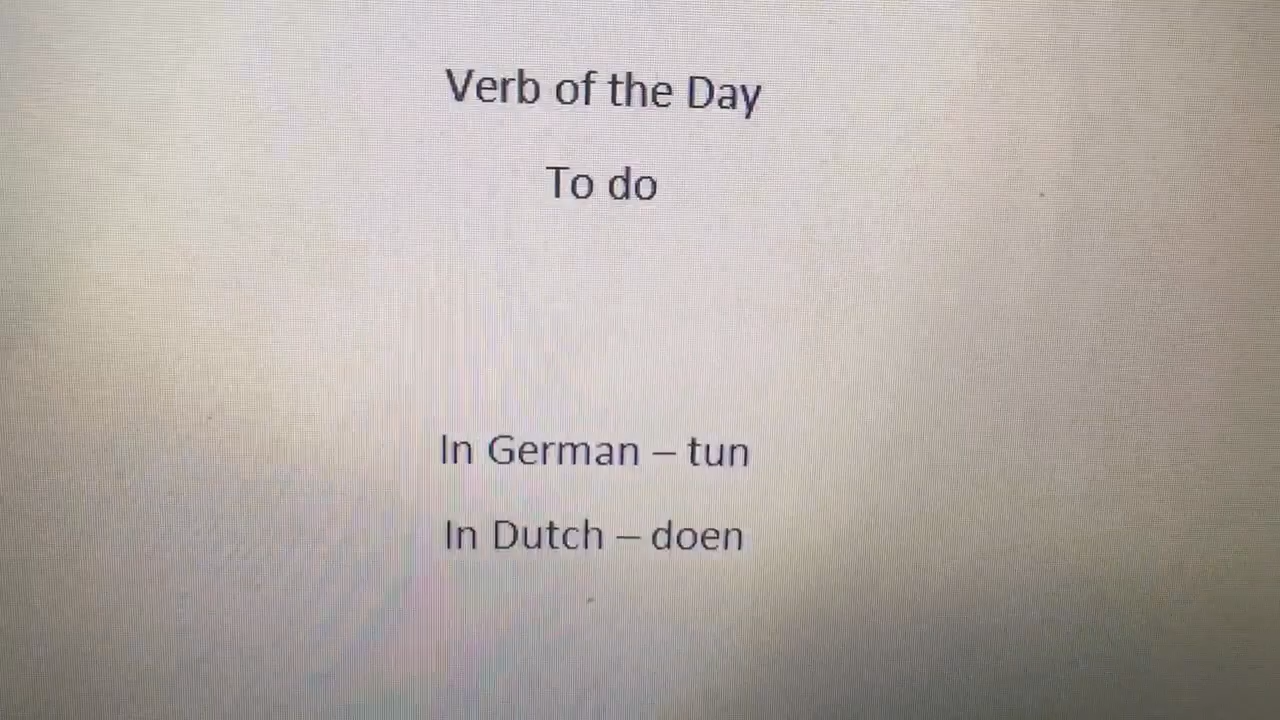 Verb of the Day
To do
In German – tun
In Dutch – doen